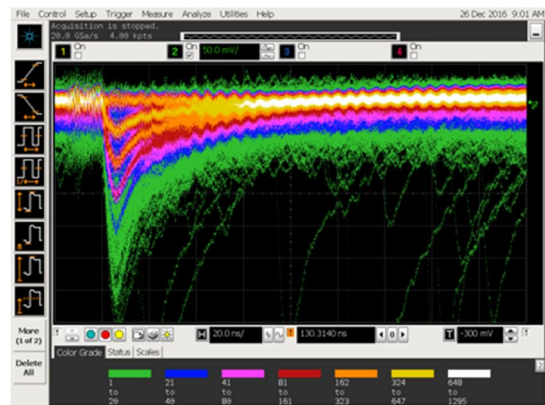 File Control Setup Trigger Measure Analyze Utilities Help 26 Dec 2016 9:01 AM
Acquisition is stopped.
20.0 GSa/s 4.00 kpts
1 On 2 On 50.0 mV/ 3 On 4 On
More
(1 of 2)
Delete
All
H 20.0 ns/ 130.3140 ns 0 T -300 mV
Color Grade Status Scales
1 21 41 81 162 324 648
to to to to to to to
20 40 80 161 323 647 1295